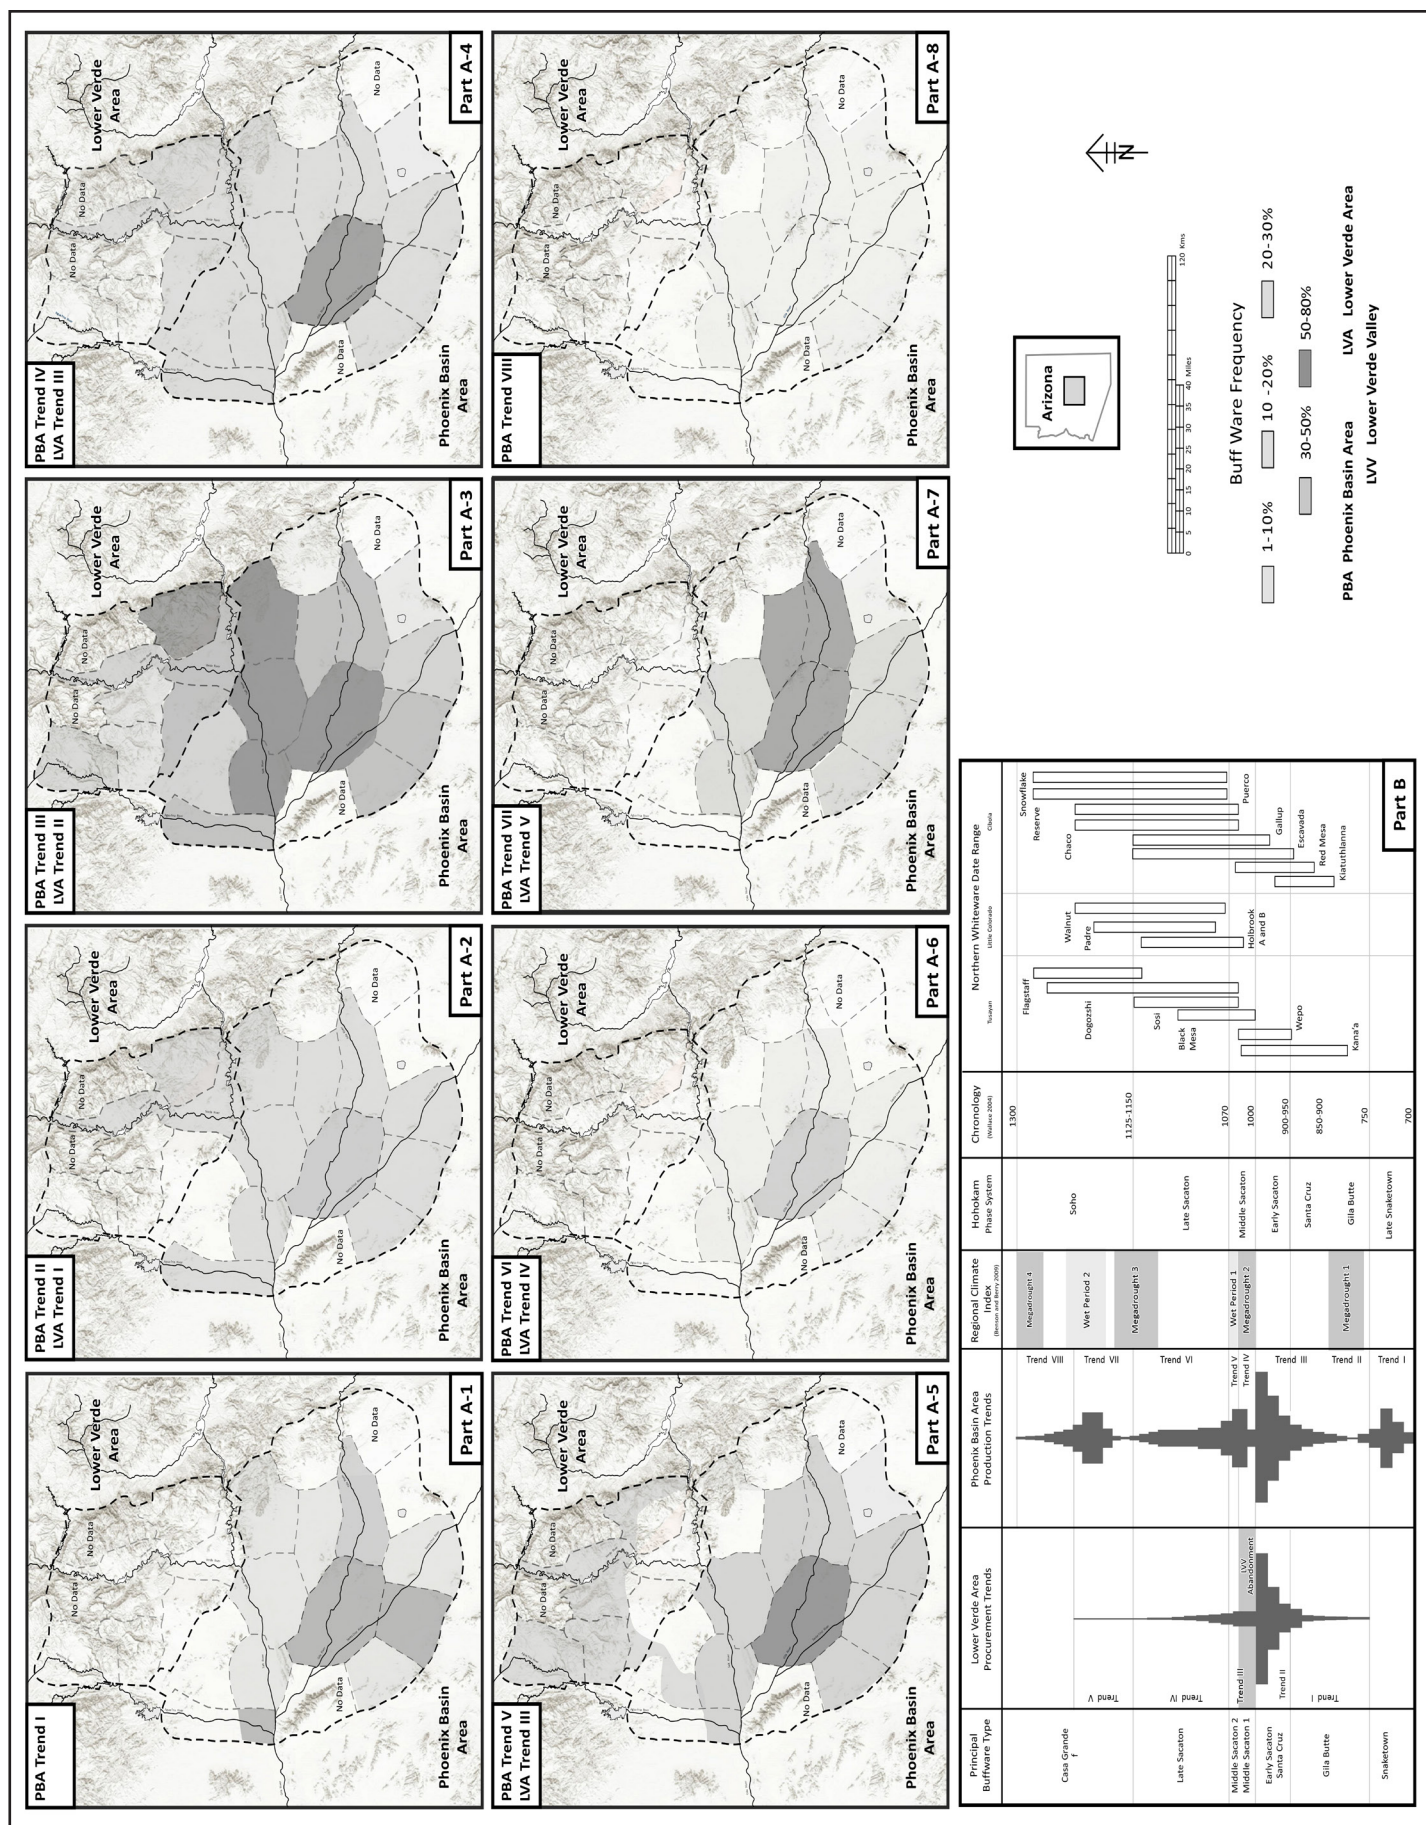 PBA Trend I
Lower Verde
Area
No Data
No Data
No Data
No Data
Phoenix Basin
Area
Part A-1
PBA Trend II
LVA Trend I
Lower Verde
Area
No Data
No Data
No Data
No Data
Phoenix Basin
Area
Part A-2
PBA Trend III
LVA Trend II
Lower Verde
Area
No Data
No Data
No Data
No Data
Phoenix Basin
Area
Part A-3
PBA Trend IV
LVA Trend III
Lower Verde
Area
No Data
No Data
No Data
No Data
Phoenix Basin
Area
Part A-4
PBA Trend V
LVA Trend III
Lower Verde
Area
No Data
No Data
No Data
No Data
Phoenix Basin
Area
Part A-5
PBA Trend VI
LVA Trend IV
Lower Verde
Area
No Data
No Data
No Data
No Data
Phoenix Basin
Area
Part A-6
PBA Trend VII
LVA Trend V
Lower Verde
Area
No Data
No Data
No Data
No Data
Phoenix Basin
Area
Part A-7
PBA Trend VIII
Lower Verde
Area
No Data
No Data
No Data
No Data
Phoenix Basin
Area
Part A-8
Principal
Buffware Type
Casa Grande
f
Late Sacaton
Middle Sacaton 2
Middle Sacaton 1
Early Sacaton
Santa Cruz
Gila Butte
Snaketown
Lower Verde Area
Procurement Trends
Trend V
Trend IV
Trend III
LVV
Abandonment
Trend II
Trend I
Phoenix Basin Area
Production Trends
Trend VIII
Trend VII
Trend VI
Trend V
Trend IV
Trend III
Trend II
Trend I
Regional Climate
Index
(Benson and Berry 2009)
Megadrought 4
Wet Period 2
Megadrought 3
Wet Period 1
Megadrought 2
Megadrought 1
Hohokam
Phase System
Soho
Late Sacaton
Middle Sacaton
Early Sacaton
Santa Cruz
Gila Butte
Late Snaketown
Chronology
(Wallace 2004)
1300
1125-1150
1070
1000
900-950
850-900
750
700
Northern Whiteware Date Range
Tusayan
Little Colorado
Cibola
Flagstaff
Dogozshi
Sosi
Black
Mesa
Wepo
Kana'a
Walnut
Padre
Holbrook
A and B
Snowflake
Reserve
Chaco
Puerco
Gallup
Escavada
Red Mesa
Kiatuthlanna
Part B
Arizona
N
0 5 10 15 20 25 30 35 40 Miles
120 Kms
Buff Ware Frequency
1-10%
10 -20%
20-30%
30-50%
50-80%
PBA Phoenix Basin Area
LVA Lower Verde Area
LVV Lower Verde Valley